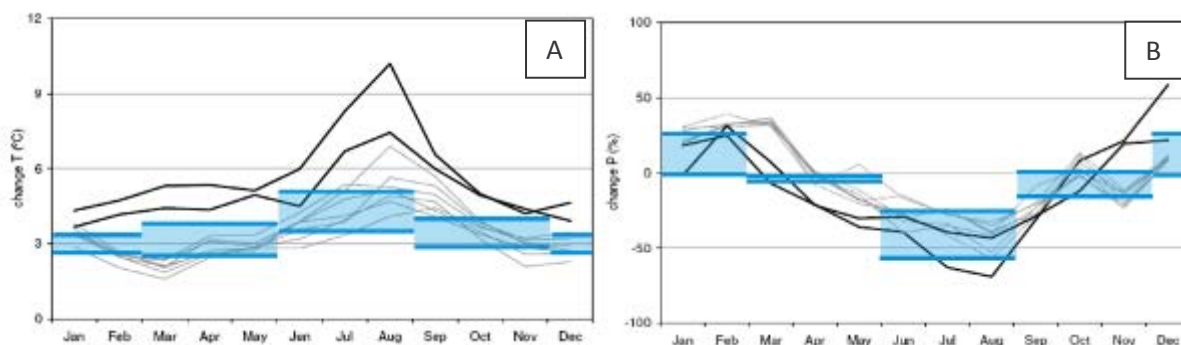 12
9
6
3
0
change T (ºC)
A
Jan Feb Mar Apr May Jun Jul Aug Sep Oct Nov Dec
100
50
0
-50
-100
change P (%)
B
Jan Feb Mar Apr May Jun Jul Aug Sep Oct Nov Dec